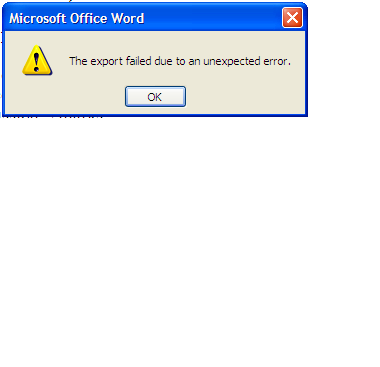 Microsoft Office Word
The export failed due to an unexpected error.
OK